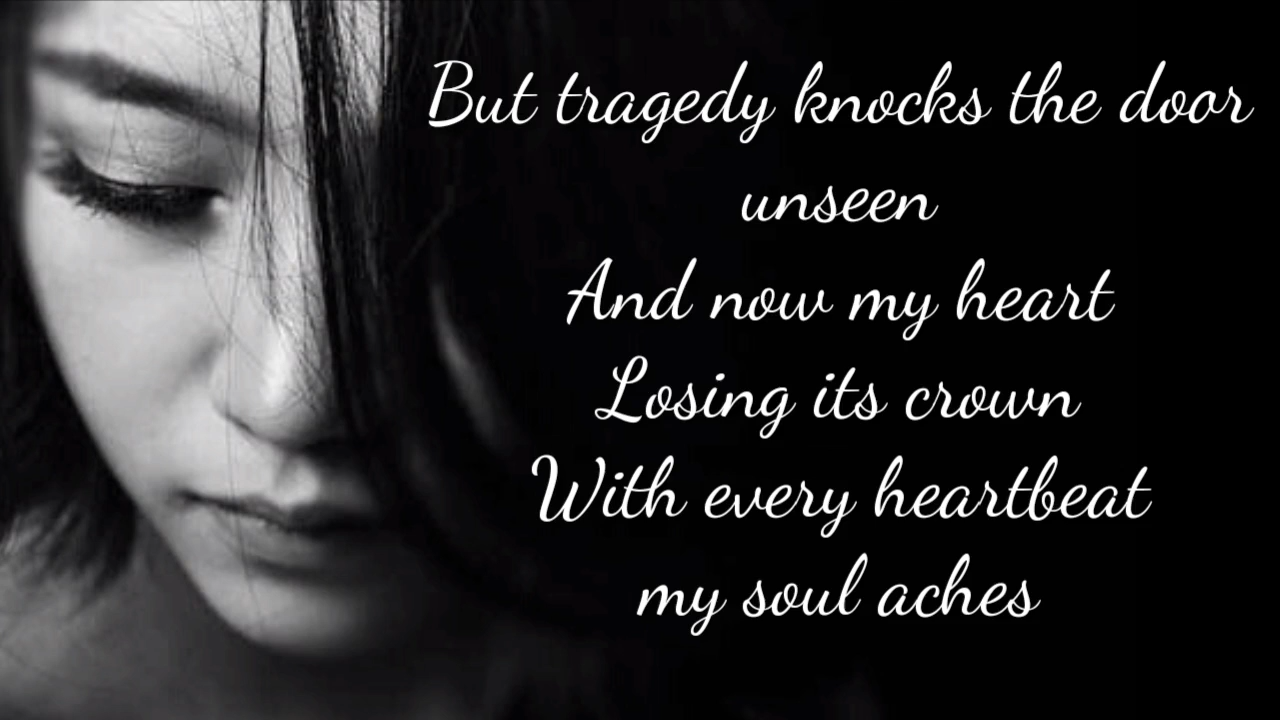 But tragedy knocks the door
unseen
And now my heart
Losing its crown
With every heartbeat
my soul aches